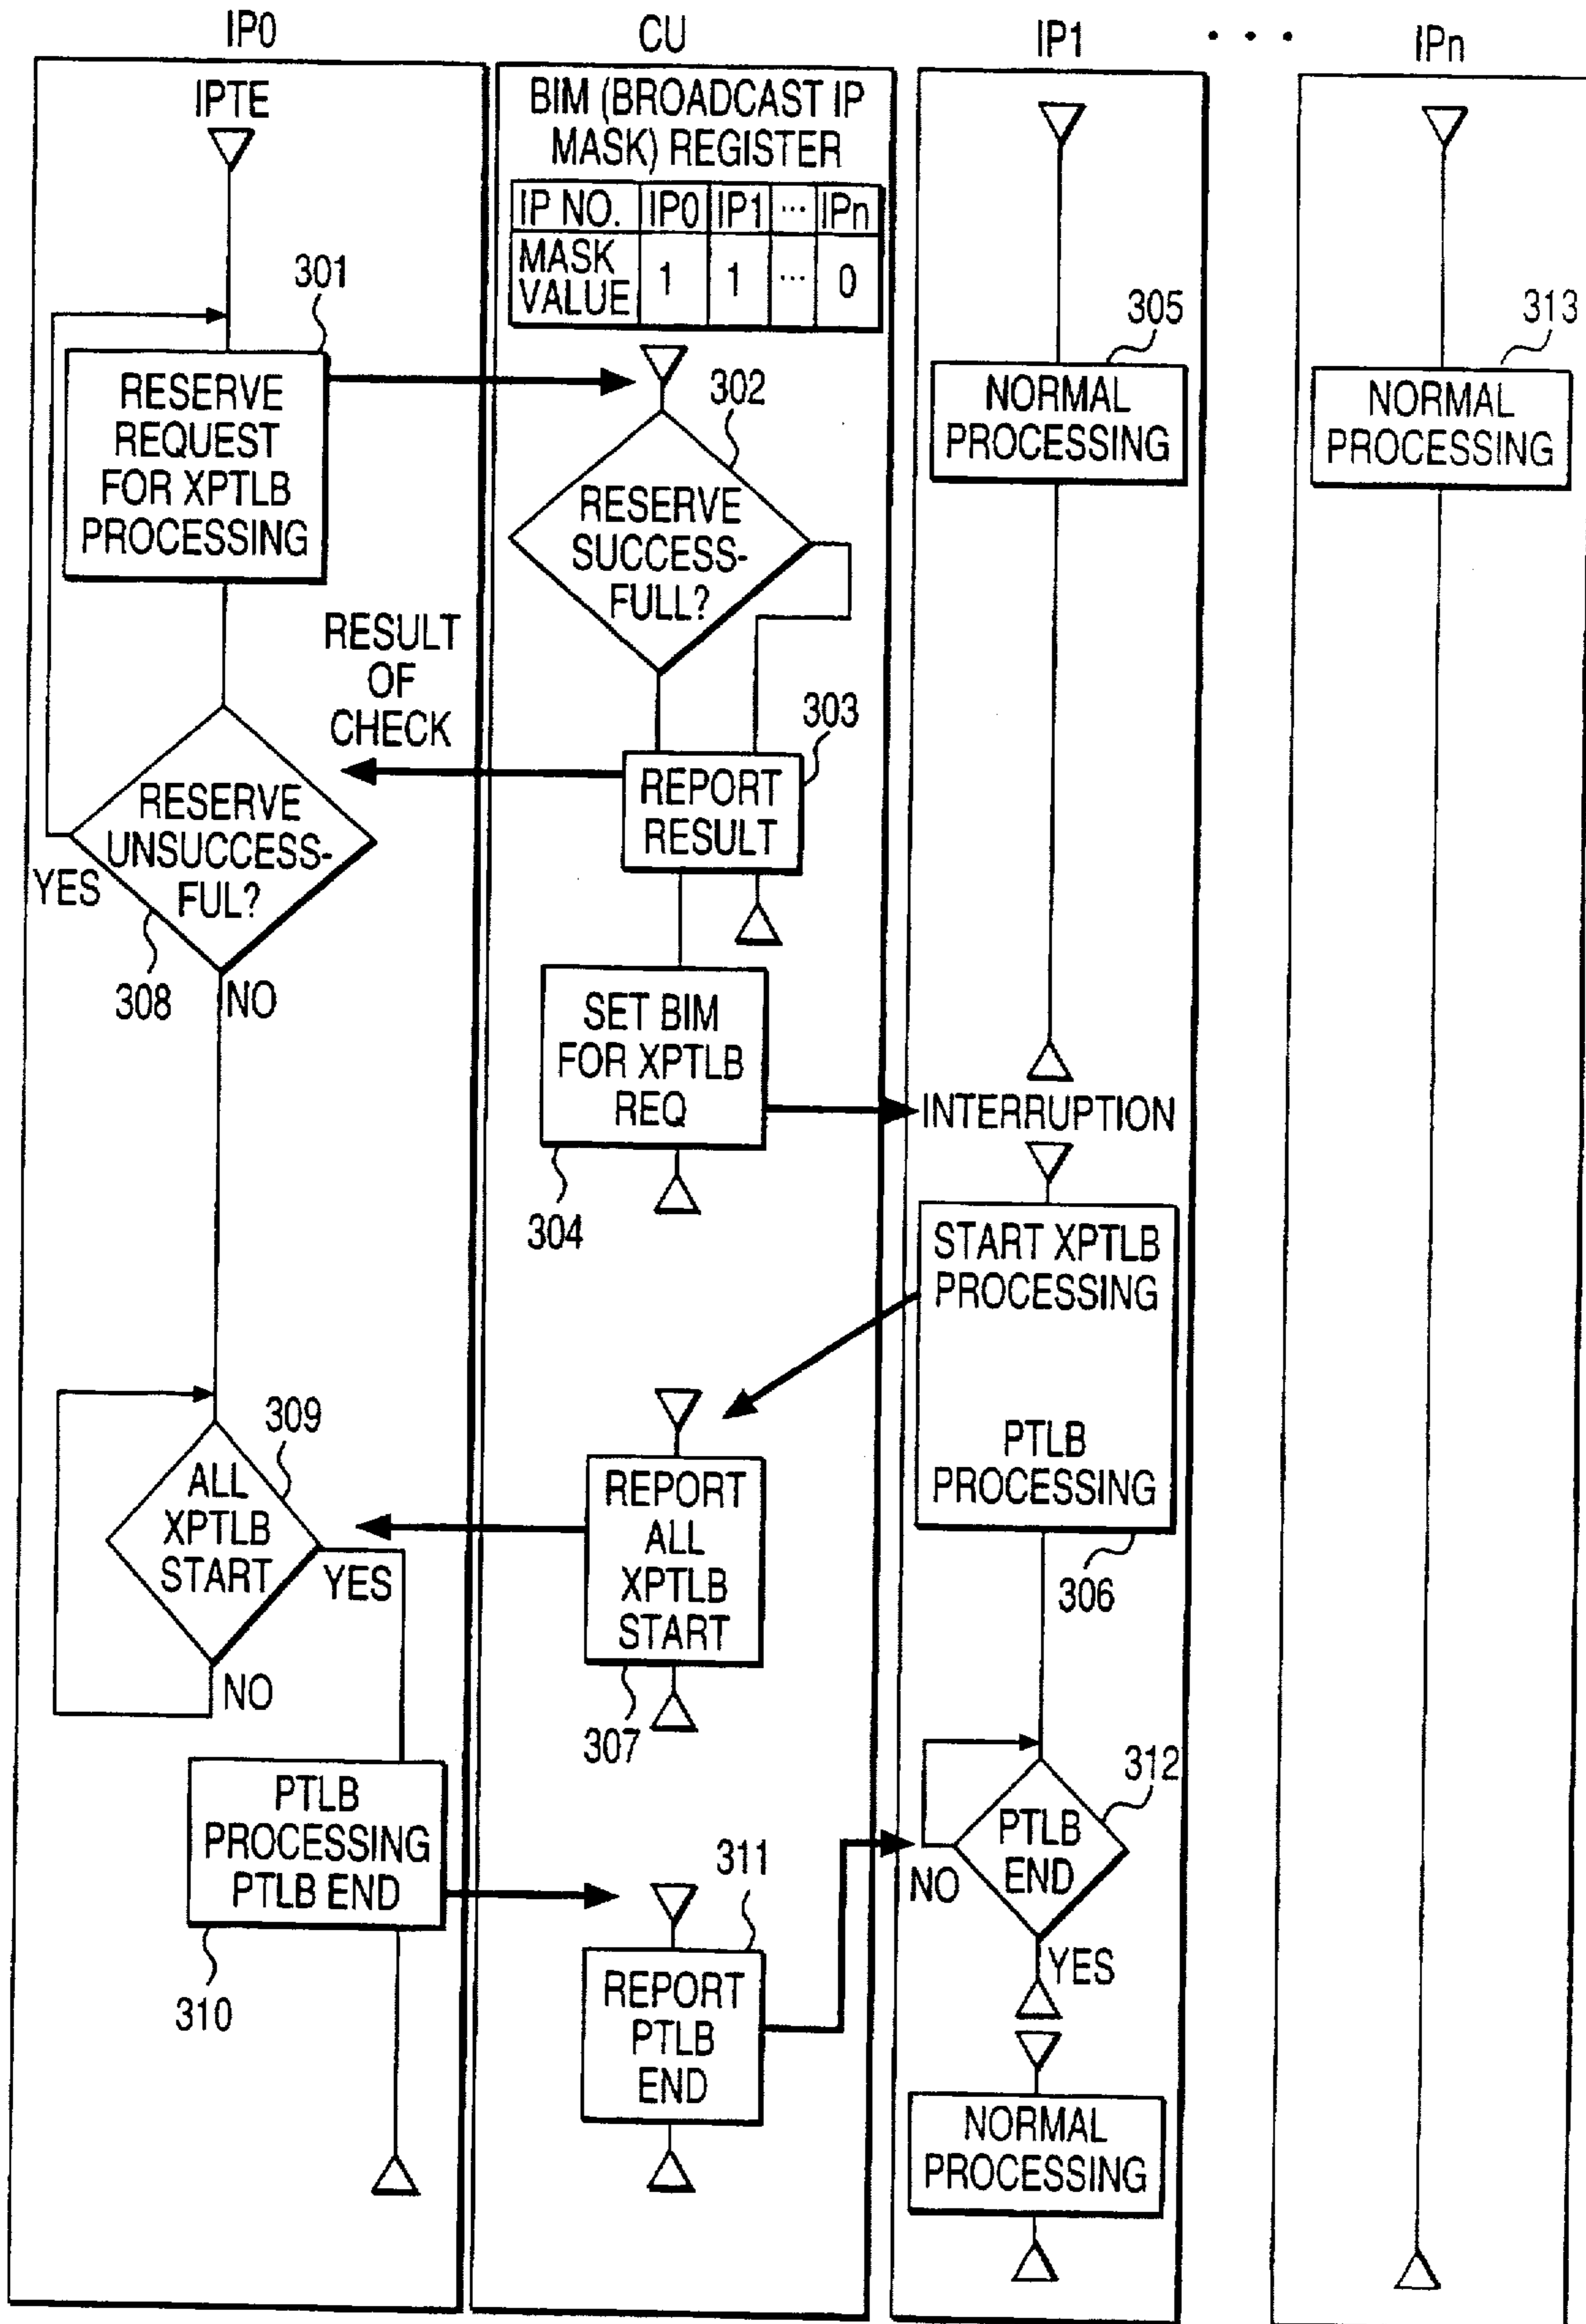 IP0
CU
IP1
• • •
IPn
IPTE
301
RESERVE
REQUEST
FOR XPTLB
PROCESSING
RESERVE
UNSUCCESS-
FUL?
YES
308
NO
309
ALL
XPTLB
START
YES
NO
PTLB
PROCESSING
PTLB END
310
RESULT
OF
CHECK
BIM (BROADCAST IP
MASK) REGISTER
IP NO. IP0 IP1 ... IPn
MASK
VALUE 1 1 ... 0
302
RESERVE
SUCCESS-
FULL?
303
REPORT
RESULT
SET BIM
FOR XPTLB
REQ
304
REPORT
ALL
XPTLB
START
307
311
REPORT
PTLB
END
305
NORMAL
PROCESSING
INTERRUPTION
START XPTLB
PROCESSING
PTLB
PROCESSING
306
312
PTLB
END
NO
YES
NORMAL
PROCESSING
313
NORMAL
PROCESSING